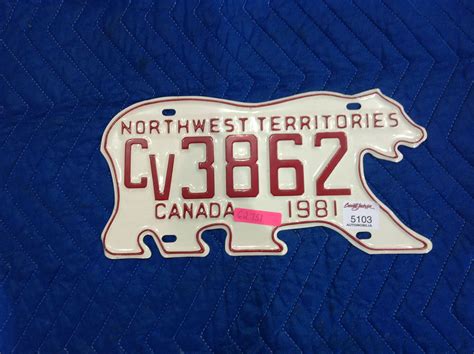 NORTHWEST TERRITORIES
CV3862
CANADA 1981
5103